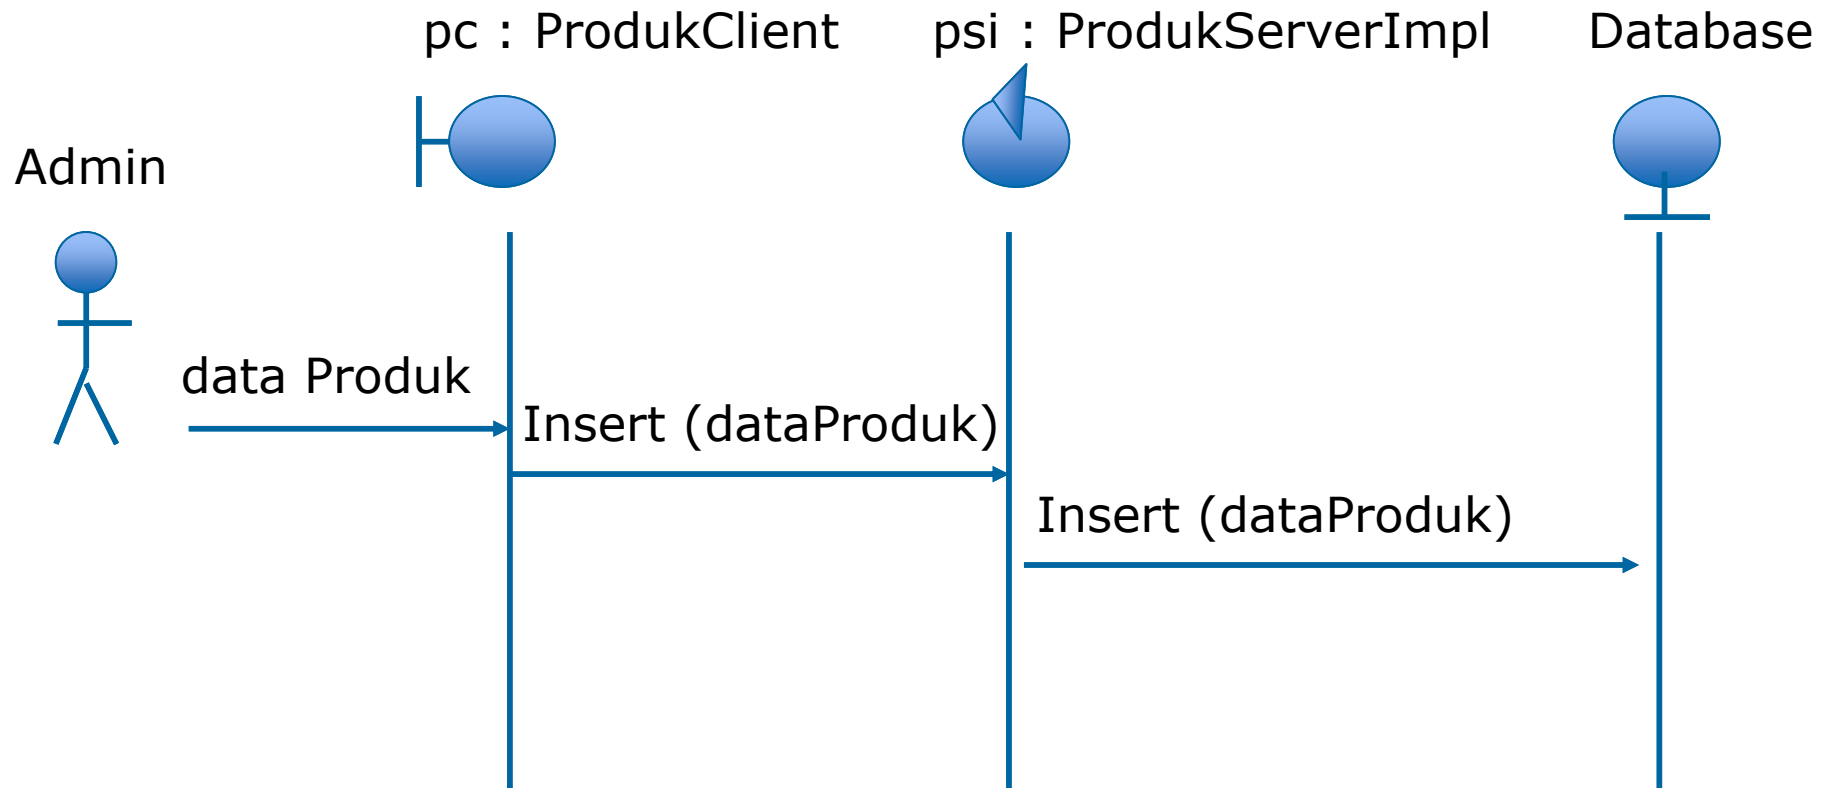 pc : ProdukClient
psi : ProdukServerImpl
Database
Admin
data Produk
Insert (dataProduk)
Insert (dataProduk)